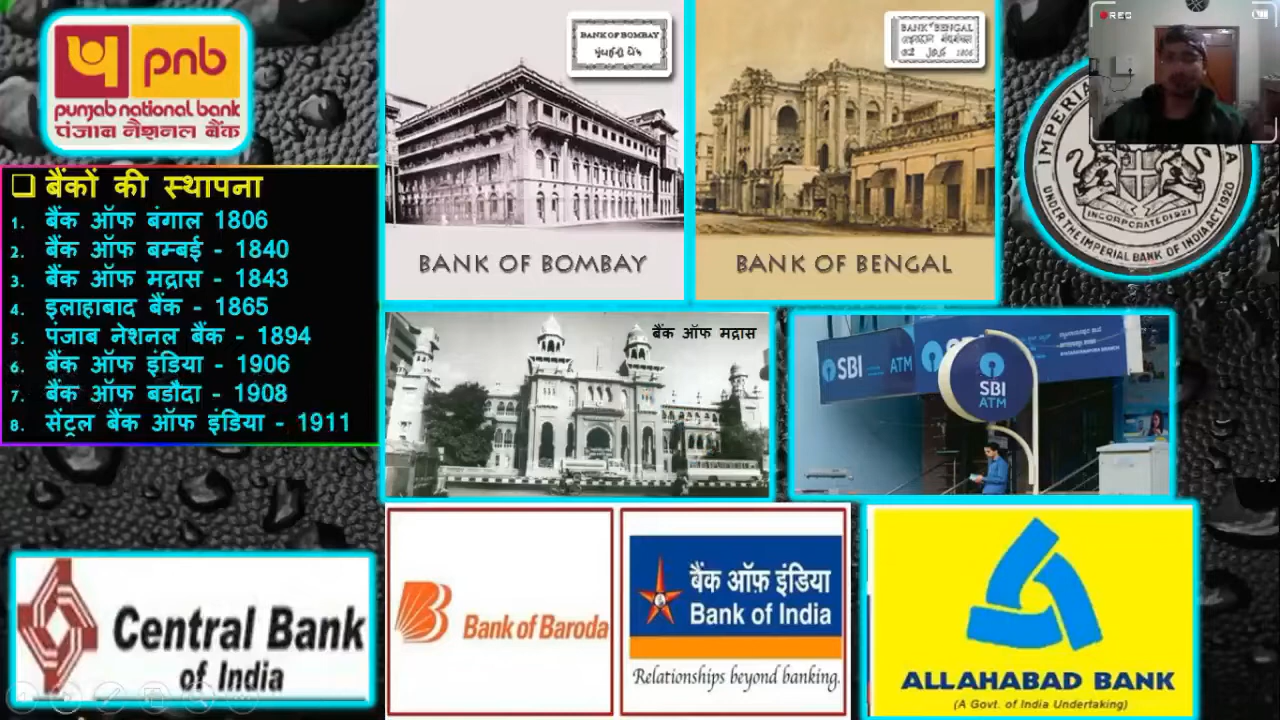 pnb
punjab national bank
पंजाब नैशनल बैंक
❑ बैंकों की स्थापना
1. बैंक ऑफ बंगाल 1806
2. बैंक ऑफ बम्बई - 1840
3. बैंक ऑफ मद्रास - 1843
4. इलाहाबाद बैंक - 1865
5. पंजाब नेशनल बैंक - 1894
6. बैंक ऑफ इंडिया - 1906
7. बैंक ऑफ बडौदा - 1908
8. सेंट्रल बैंक ऑफ इंडिया - 1911
BANK OF BOMBAY
BANK OF BOMBAY
BANK OF BENGAL
1806
BANK OF BENGAL
REC
IMPERIA
A
INCORPORATED 1921
UNDER THE IMPERIAL BANK OF INDIA ACT 1920
बैंक ऑफ मद्रास
SBI
ATM
SBI
ATM
Central Bank
of India
Bank of Baroda
बैंक ऑफ़ इंडिया
Bank of India
Relationships beyond banking.
ALLAHABAD BANK
(A Govt. of India Undertaking)